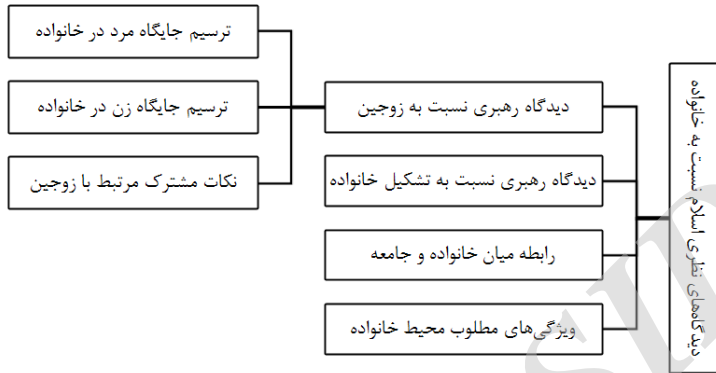 دیدگاه‌های نظری اسلام نسبت به خانواده
دیدگاه رهبری نسبت به زوجین
ترسیم جایگاه مرد در خانواده
ترسیم جایگاه زن در خانواده
نکات مشترک مرتبط با زوجین
دیدگاه رهبری نسبت به تشکیل خانواده
رابطه میان خانواده و جامعه
ویژگی‌های مطلوب محیط خانواده
SID